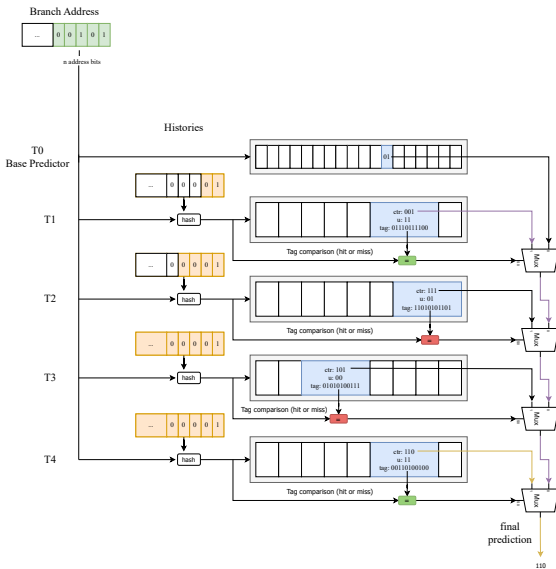 Branch Address
... 0 0 1 0 1
n address bits
T0
Base Predictor
Histories
01
... 0 0 0 0 1
T1
hash
ctr: 001
u: 11
tag: 01110111100
Tag comparison (hit or miss)
=
Mux
... 0 0 0 0 1
T2
hash
ctr: 111
u: 01
tag: 11010101101
Tag comparison (hit or miss)
=
Mux
... 0 0 0 0 1
T3
hash
ctr: 101
u: 00
tag: 01010100111
Tag comparison (hit or miss)
=
Mux
... 0 0 0 0 1
T4
hash
ctr: 110
u: 11
tag: 00110100100
Tag comparison (hit or miss)
=
Mux
final
prediction
110